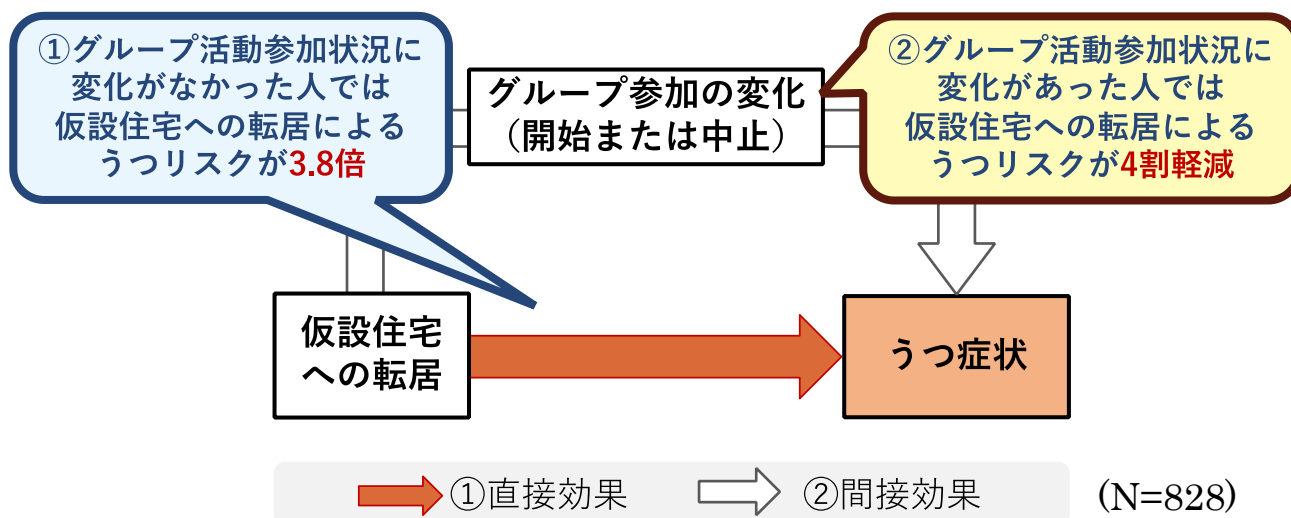 ①グループ活動参加状況に
変化がなかった人では
仮設住宅への転居による
うつリスクが3.8倍
グループ参加の変化
（開始または中止）
②グループ活動参加状況に
変化があった人では
仮設住宅への転居による
うつリスクが4割軽減
仮設住宅
への転居
うつ症状
①直接効果
②間接効果
(N=828)